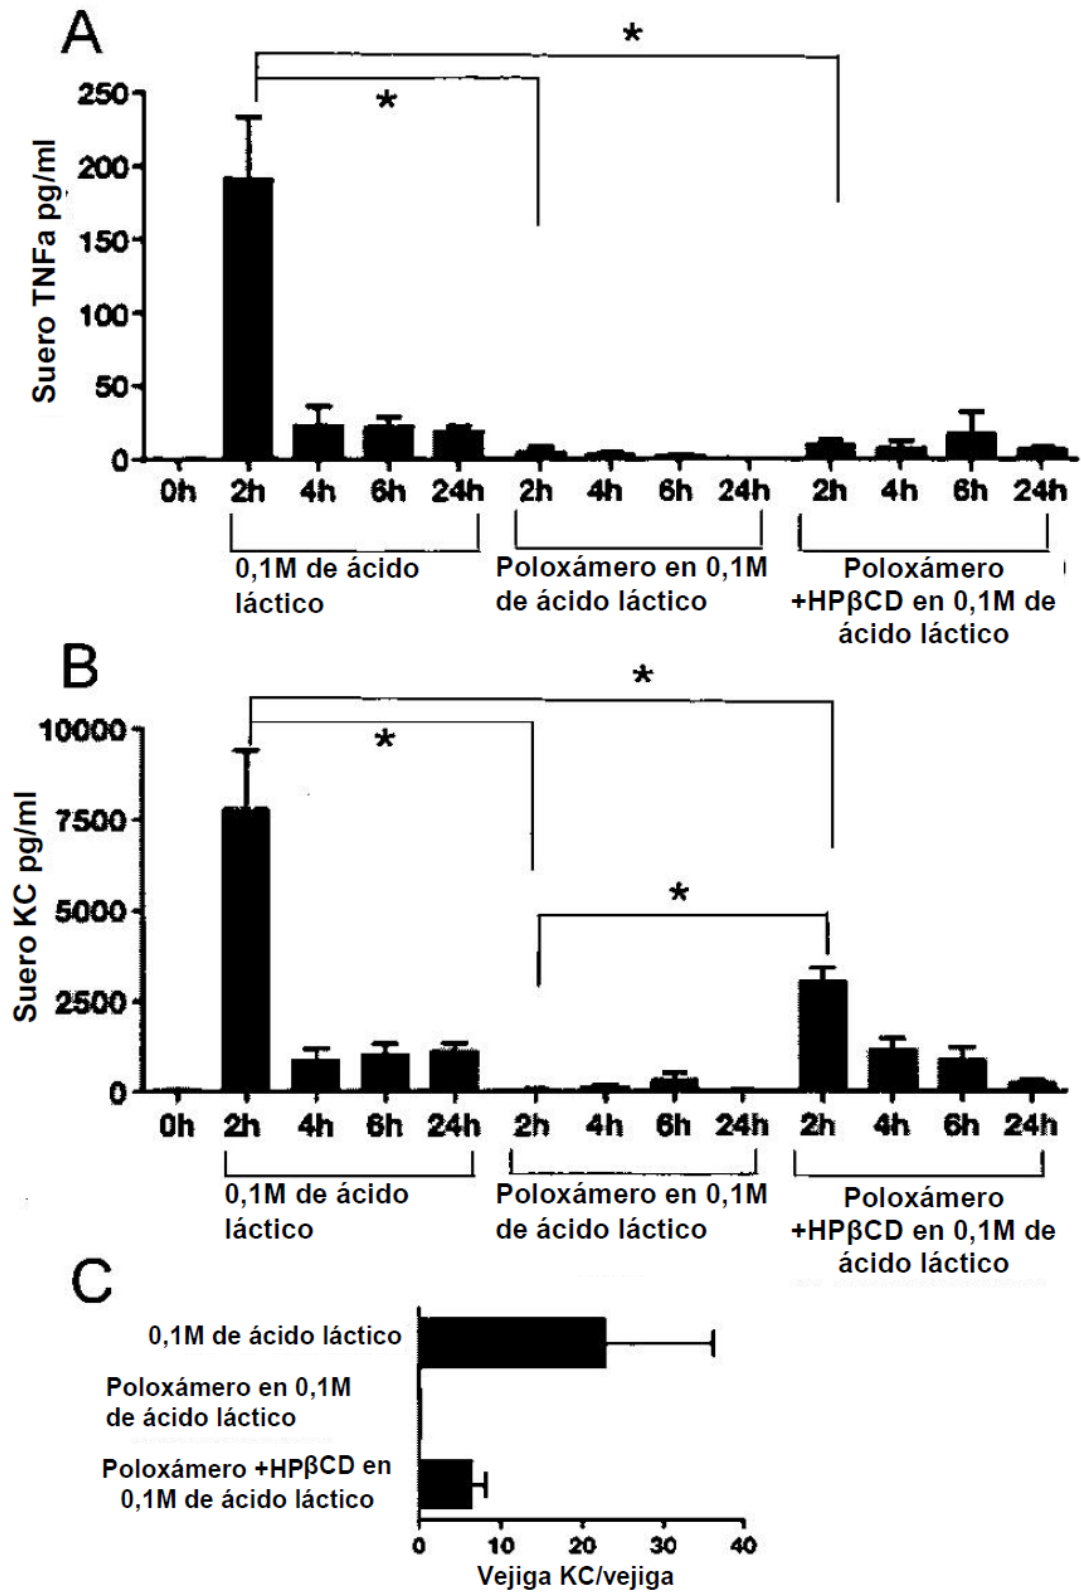 A
*
*
250
200
150
100
50
0
Suero TNFa pg/ml
0h 2h 4h 6h 24h 2h 4h 6h 24h 2h 4h 6h 24h
0,1M de ácido
láctico
Poloxámero en 0,1M
de ácido láctico
Poloxámero
+HPβCD en 0,1M de
ácido láctico
B
*
*
*
10000
7500
5000
2500
0
Suero KC pg/ml
0h 2h 4h 6h 24h 2h 4h 6h 24h 2h 4h 6h 24h
0,1M de ácido
láctico
Poloxámero en 0,1M
de ácido láctico
Poloxámero
+HPβCD en 0,1M de
ácido láctico
C
0,1M de ácido láctico
Poloxámero en 0,1M
de ácido láctico
Poloxámero +HPβCD en
0,1M de ácido láctico
0 10 20 30 40
Vejiga KC/vejiga